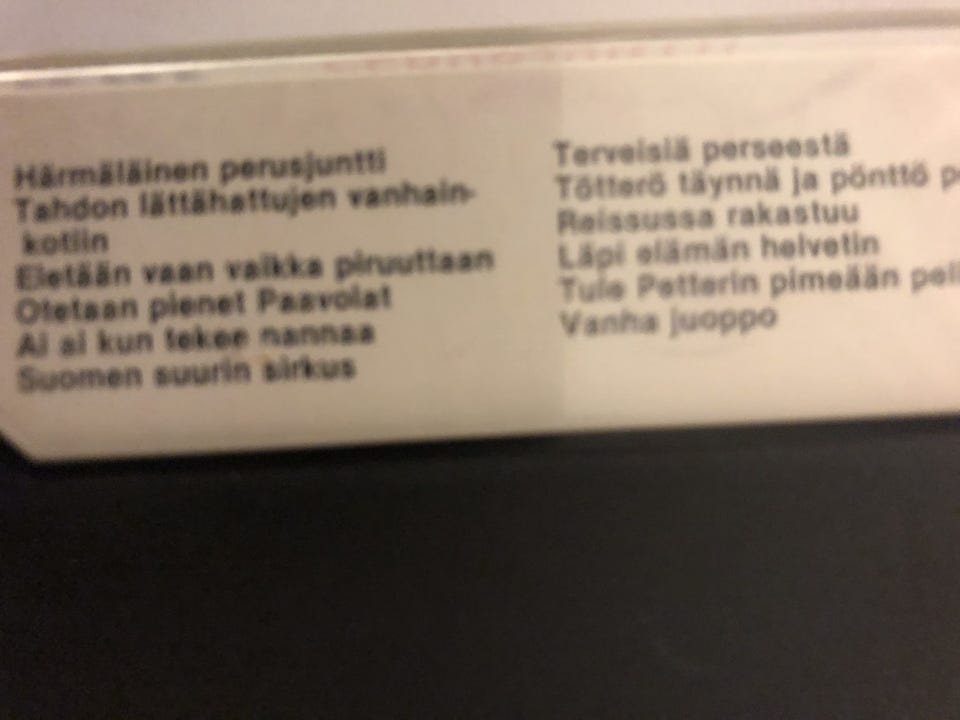 Härmäläinen perusjuntti
Tahdon lättähattujen vanhain-
kotiin
Eletään vaan vaikka piruuttaan
Otetaan pienet Paavolat
Ai ai kun tekee nannaa
Suomen suurin sirkus
Terveisiä perseestä
Tötterö täynnä ja pönttö
Reissussa rakastuu
Läpi elämän helvetin
Tule Petterin pimeään
Vanha juoppo